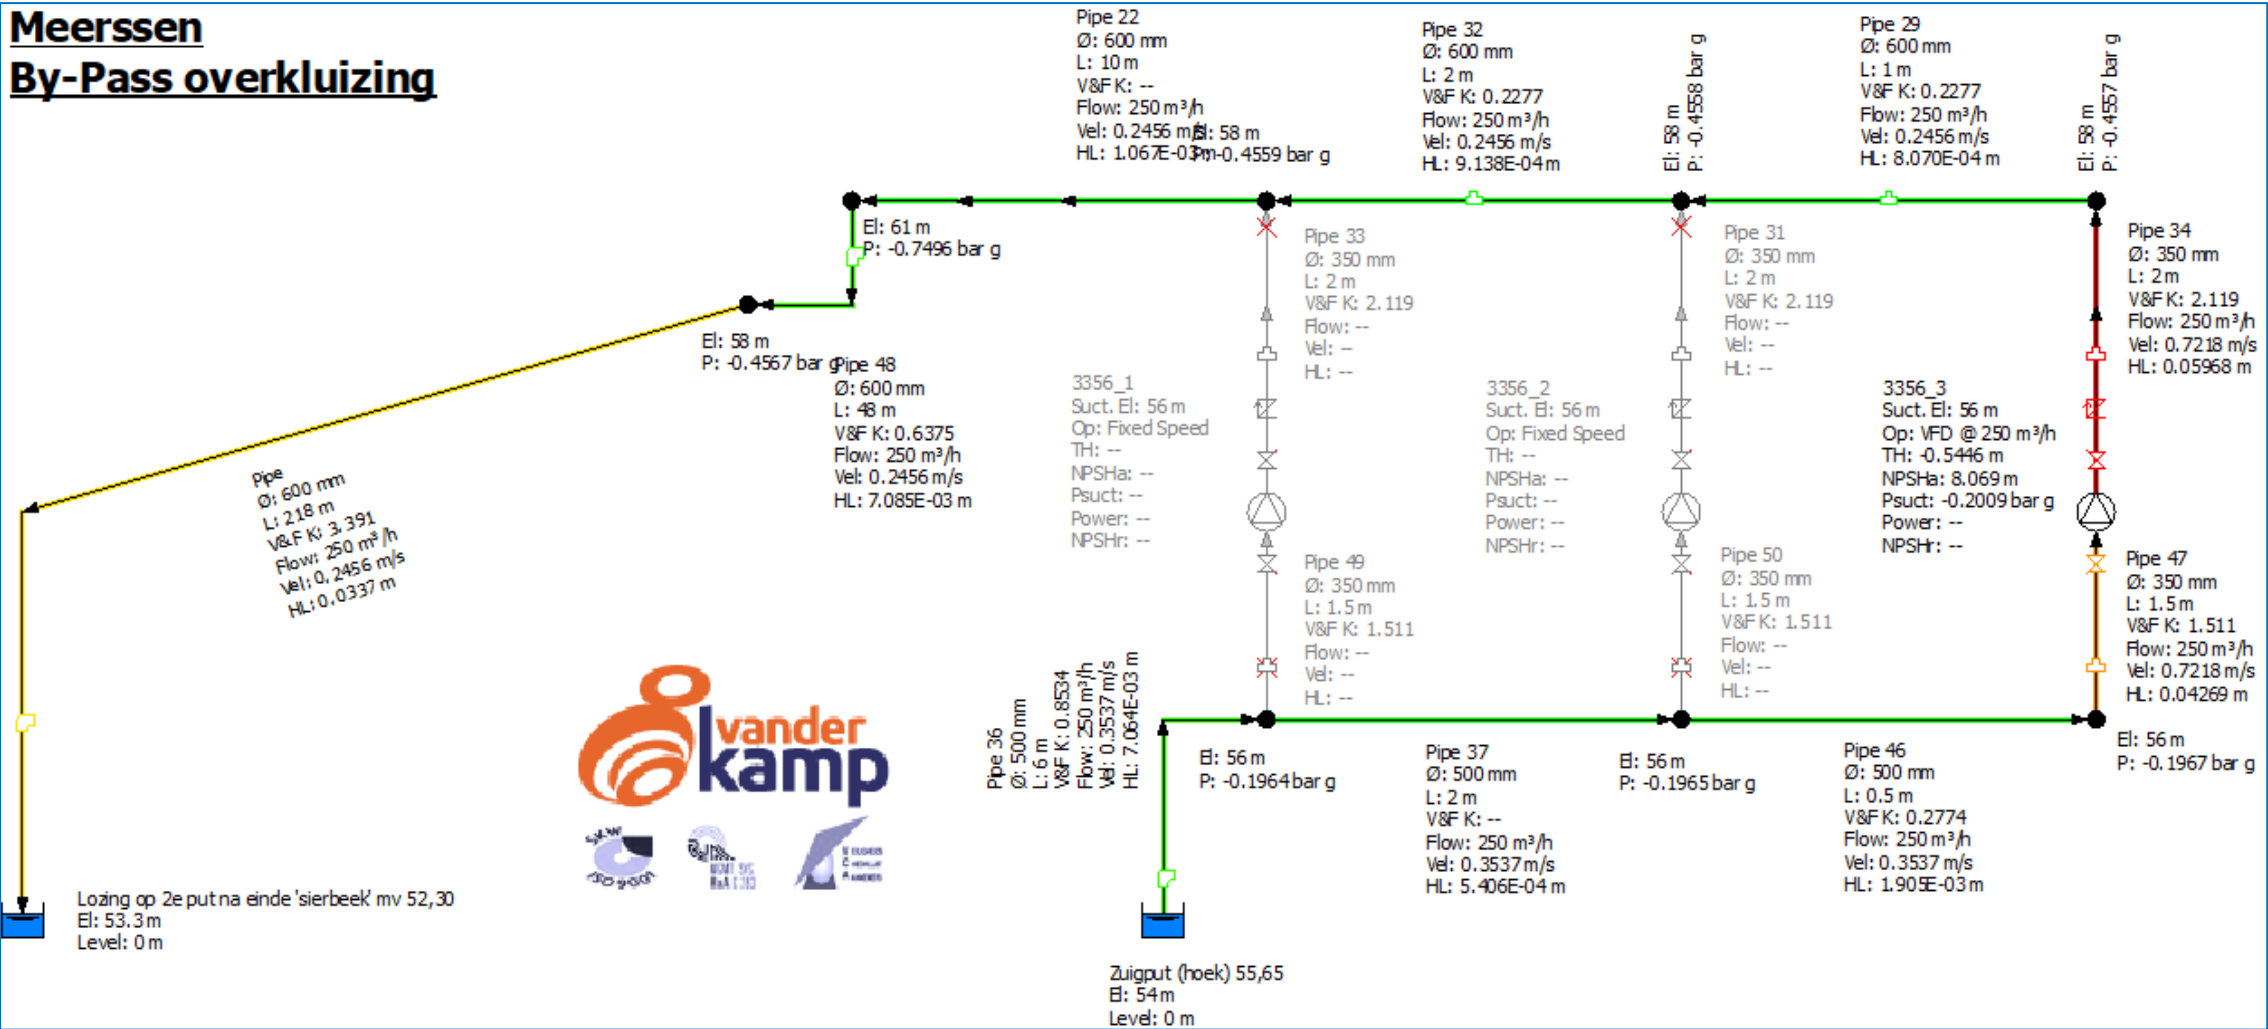 Meerssen
By-Pass overkluizing
Pipe 22
Ø: 600 mm
L: 10 m
V&F K: --
Flow: 250 m³/h
Vel: 0.2456 m/s
HL: 1.067E-03 m
El: 58 m
P: -0.4559 bar g
Pipe 32
Ø: 600 mm
L: 2 m
V&F K: 0.2277
Flow: 250 m³/h
Vel: 0.2456 m/s
HL: 9.138E-04 m
El: 58 m
P: -0.4558 bar g
Pipe 29
Ø: 600 mm
L: 1 m
V&F K: 0.2277
Flow: 250 m³/h
Vel: 0.2456 m/s
HL: 8.070E-04 m
El: 58 m
P: -0.4557 bar g
El: 61 m
P: -0.7496 bar g
Pipe 33
Ø: 350 mm
L: 2 m
V&F K: 2.119
Flow: --
Vel: --
HL: --
Pipe 31
Ø: 350 mm
L: 2 m
V&F K: 2.119
Flow: --
Vel: --
HL: --
Pipe 34
Ø: 350 mm
L: 2 m
V&F K: 2.119
Flow: 250 m³/h
Vel: 0.7218 m/s
HL: 0.05968 m
El: 58 m
P: -0.4567 bar g
Pipe 48
Ø: 600 mm
L: 48 m
V&F K: 0.6375
Flow: 250 m³/h
Vel: 0.2456 m/s
HL: 7.085E-03 m
3356_1
Suct. El: 56 m
Op: Fixed Speed
TH: --
NPSHa: --
Psuct: --
Power: --
NPSHr: --
3356_2
Suct. El: 56 m
Op: Fixed Speed
TH: --
NPSHa: --
Psuct: --
Power: --
NPSHr: --
3356_3
Suct. El: 56 m
Op: VFD @ 250 m³/h
TH: -0.5446 m
NPSHa: 8.069 m
Psuct: -0.2009 bar g
Power: --
NPSHr: --
Pipe
Ø: 600 mm
L: 218 m
V&F K: 3.391
Flow: 250 m³/h
Vel: 0.2456 m/s
HL: 0.0337 m
Pipe 49
Ø: 350 mm
L: 1.5 m
V&F K: 1.511
Flow: --
Vel: --
HL: --
Pipe 50
Ø: 350 mm
L: 1.5 m
V&F K: 1.511
Flow: --
Vel: --
HL: --
Pipe 47
Ø: 350 mm
L: 1.5 m
V&F K: 1.511
Flow: 250 m³/h
Vel: 0.7218 m/s
HL: 0.04269 m
vander
kamp
Pipe 36
Ø: 500 mm
L: 6 m
V&F K: 0.8534
Flow: 250 m³/h
Vel: 0.3537 m/s
HL: 7.064E-03 m
El: 56 m
P: -0.1964 bar g
Pipe 37
Ø: 500 mm
L: 2 m
V&F K: --
Flow: 250 m³/h
Vel: 0.3537 m/s
HL: 5.406E-04 m
El: 56 m
P: -0.1965 bar g
Pipe 46
Ø: 500 mm
L: 0.5 m
V&F K: 0.2774
Flow: 250 m³/h
Vel: 0.3537 m/s
HL: 1.905E-03 m
El: 56 m
P: -0.1967 bar g
Lozing op 2e put na einde 'sierbeek' mv 52,30
El: 53.3 m
Level: 0 m
Zuigput (hoek) 55,65
El: 54 m
Level: 0 m